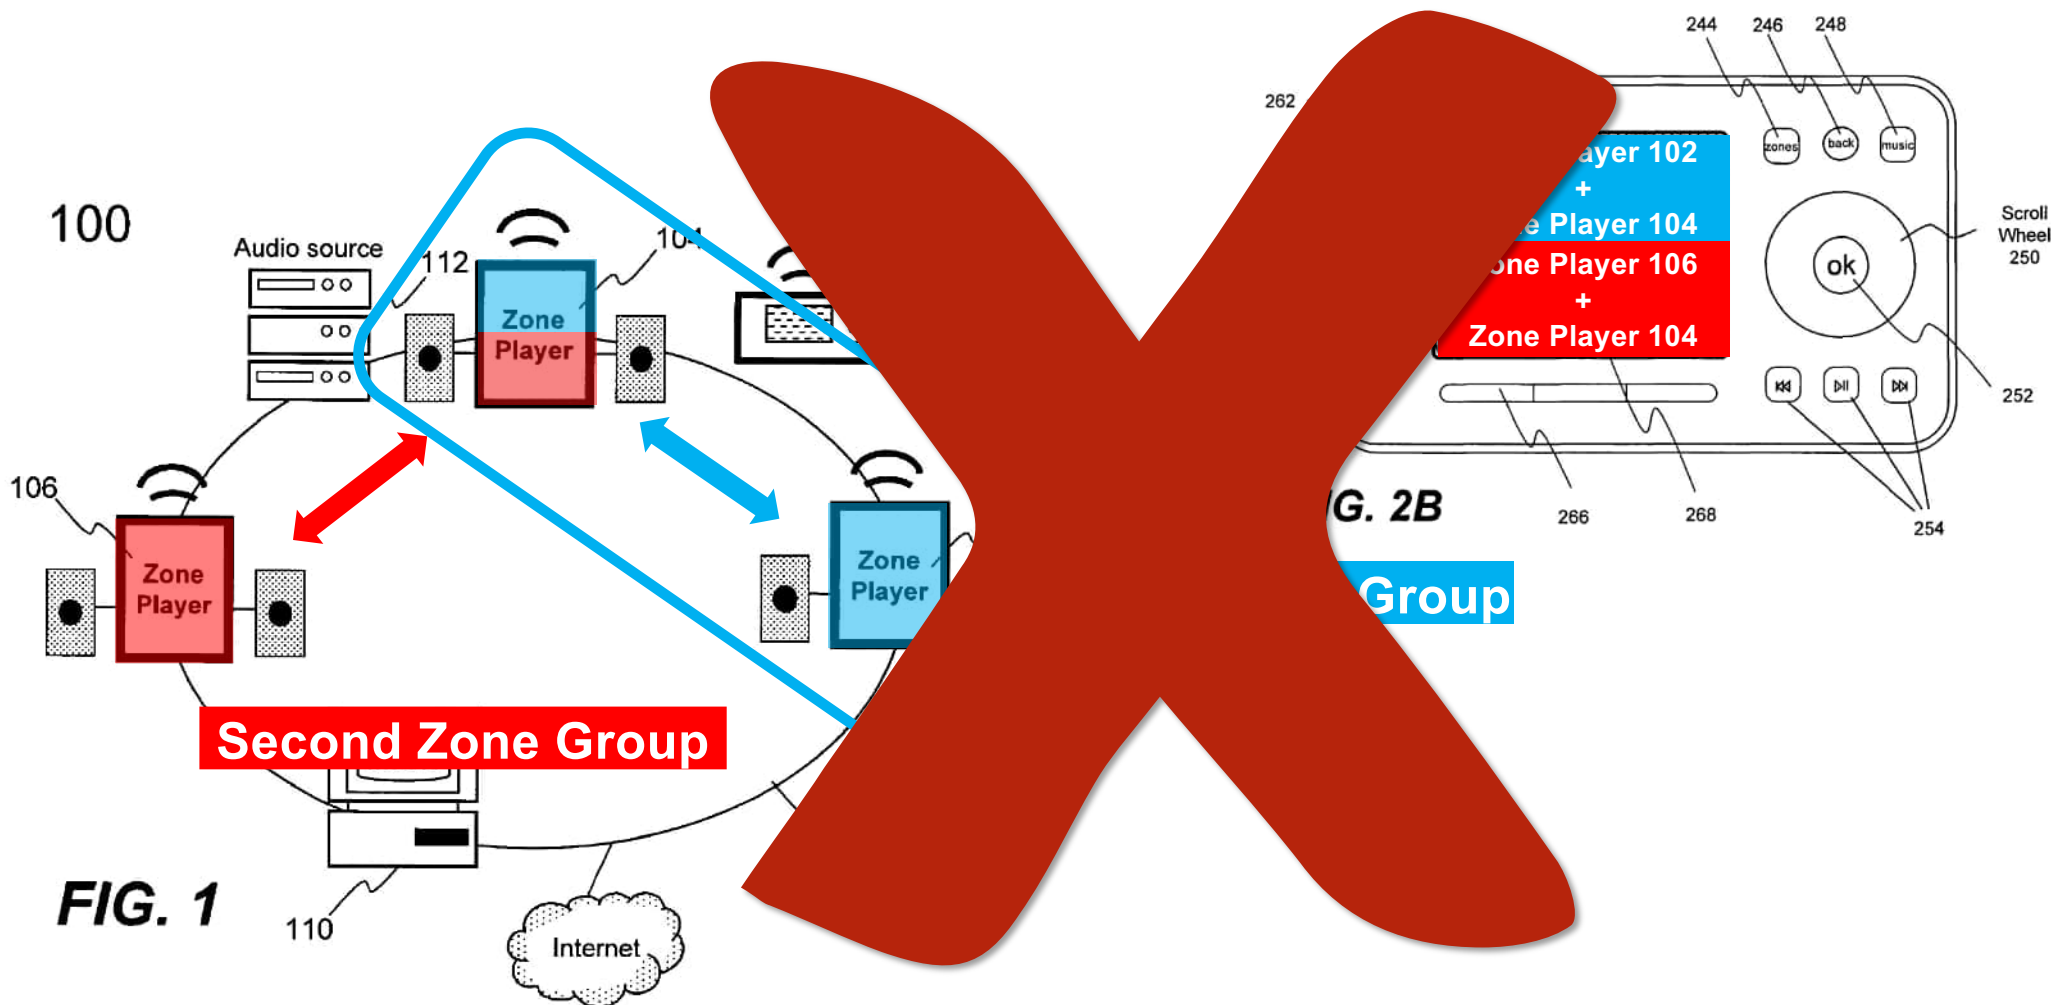 100
Audio source
112
104
Zone
Player
106
Zone
Player
Zone
Player
Second Zone Group
FIG. 1
110
Internet
244
246
248
262
zones
back
music
ayer 102
+
Player 104
one Player 106
+
Zone Player 104
ok
Scroll
Wheel
250
252
266
268
254
G. 2B
Group